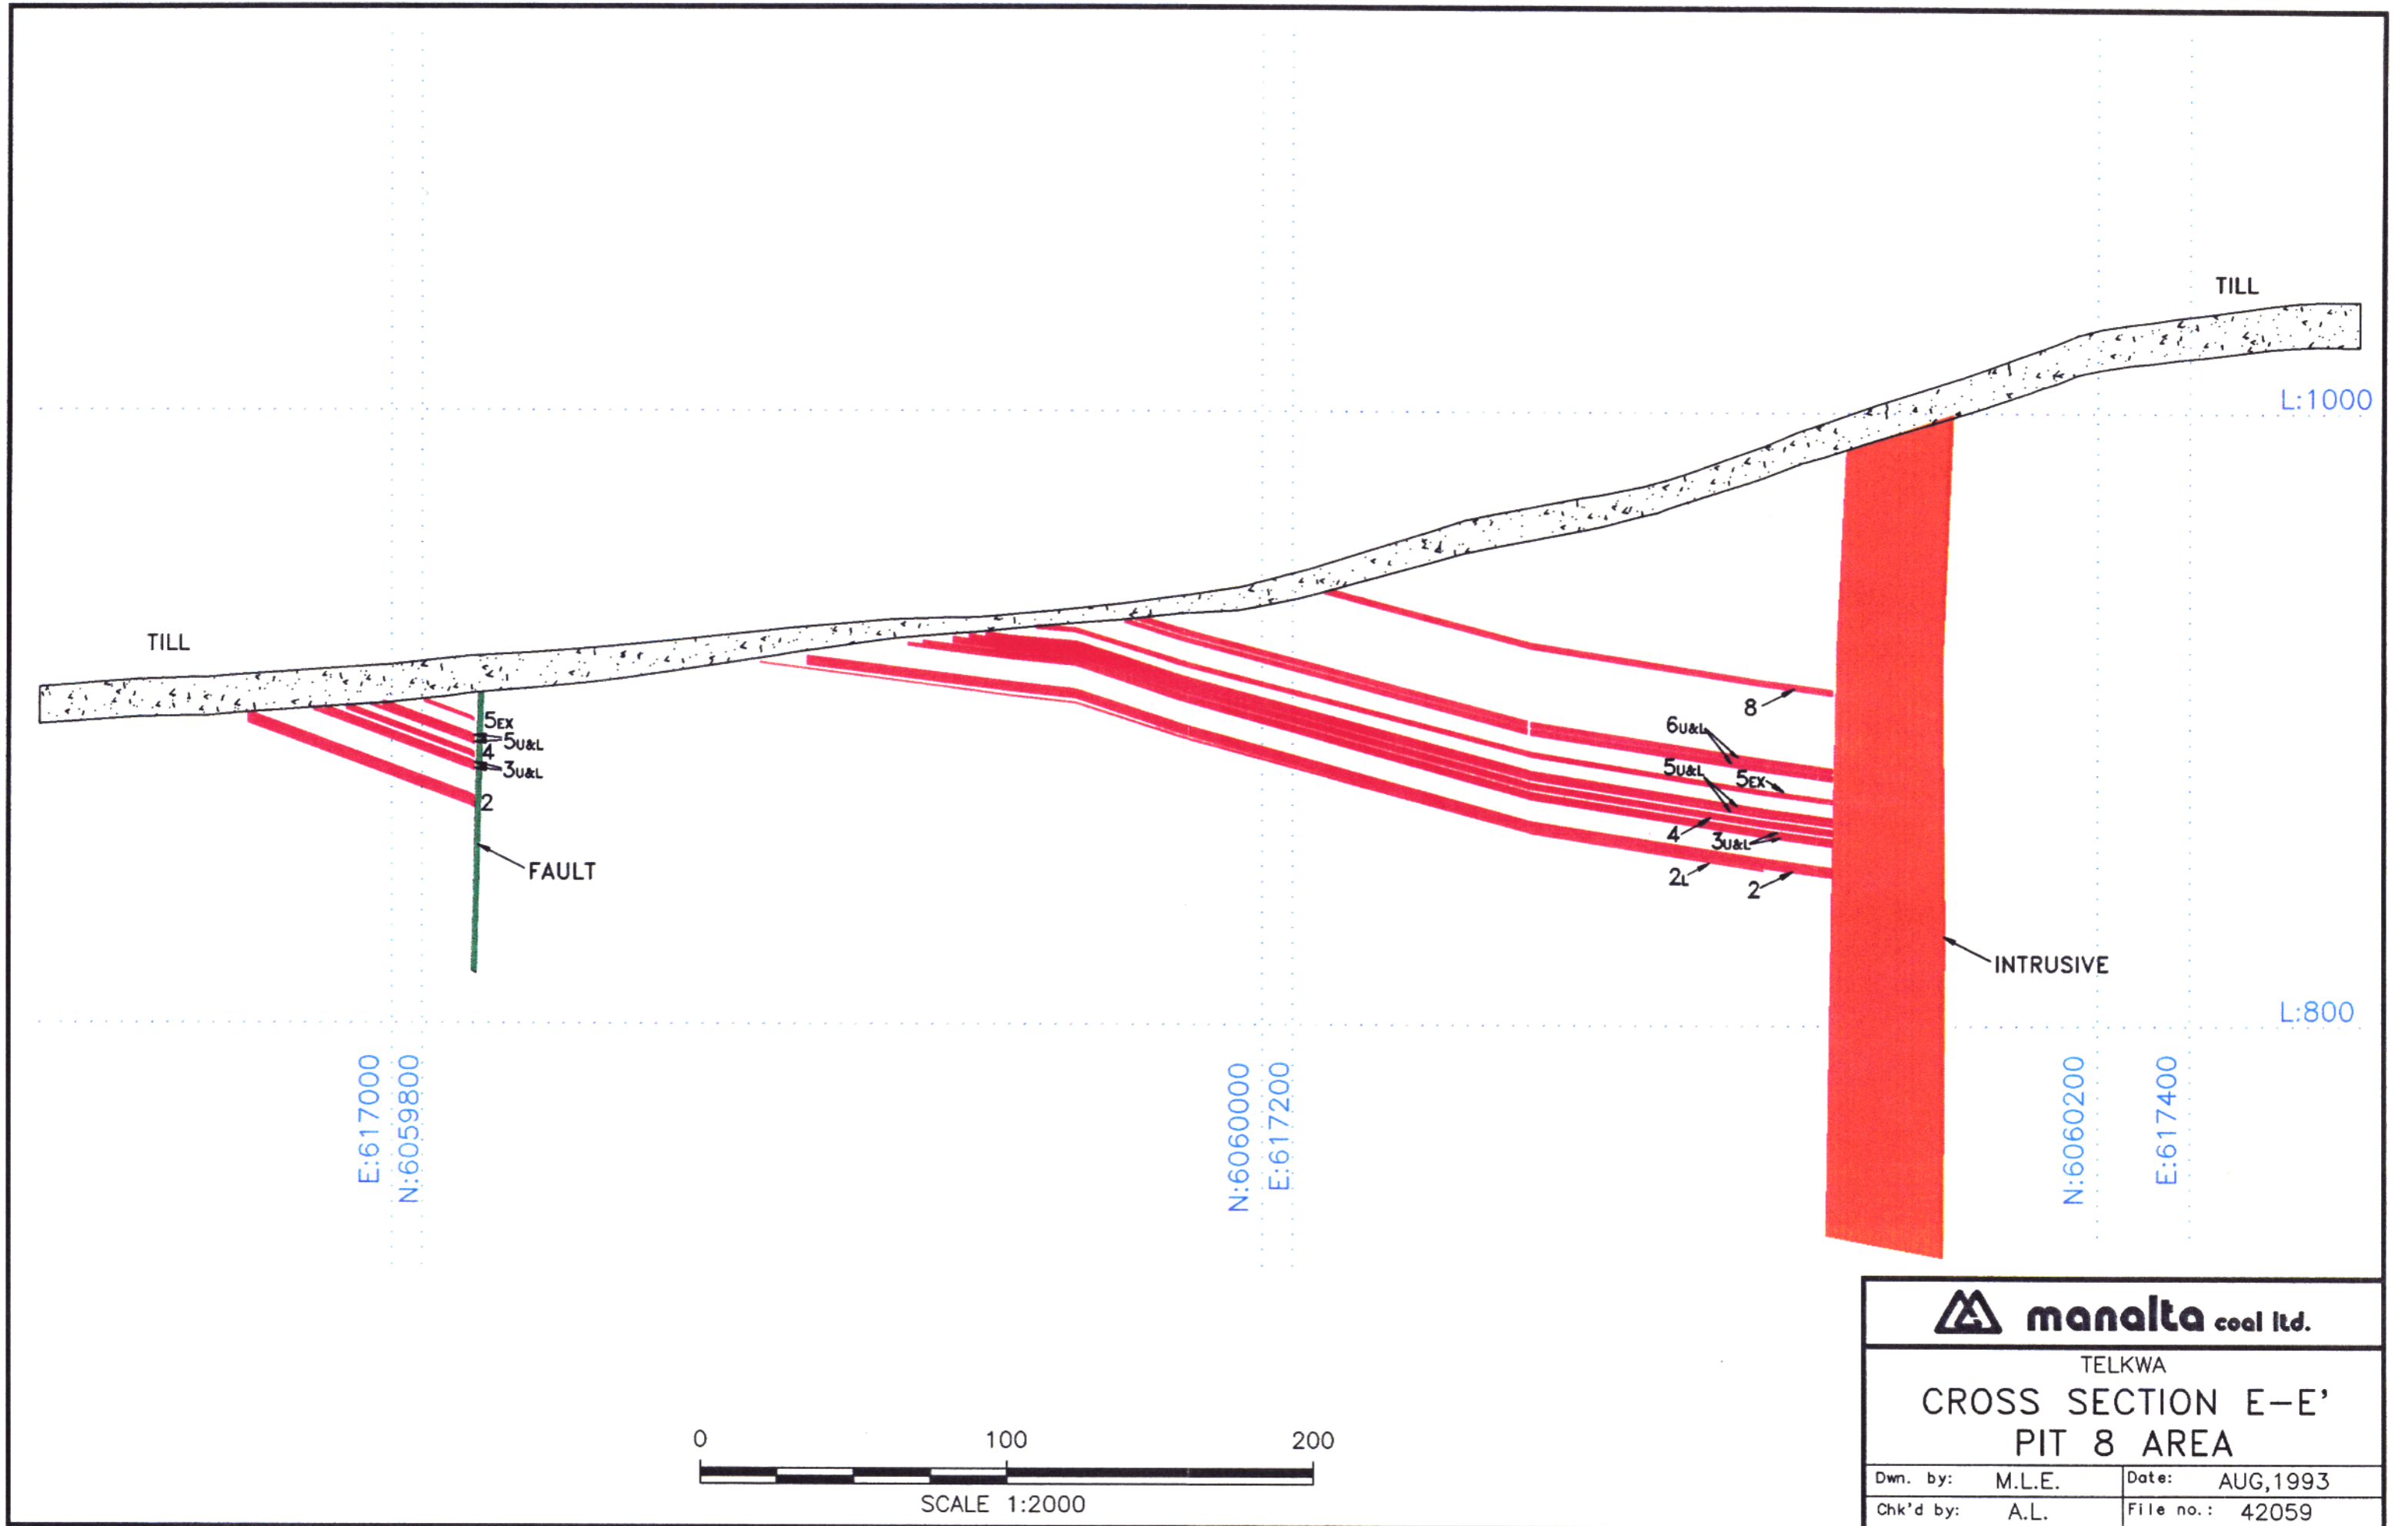 TILL
L:1000
TILL
8
6U&L
5U&L
5EX
4
3U&L
2L
2
5EX
5U&L
4
3U&L
2
FAULT
INTRUSIVE
L:800
E:617000
N:6059800
N:6060000
E:617200
N:6060200
E:617400
0 100 200
SCALE 1:2000
manalta coal ltd.
TELKWA
CROSS SECTION E-E'
PIT 8 AREA
Dwn. by: M.L.E. Date: AUG,1993
Chk'd by: A.L. File no.: 42059